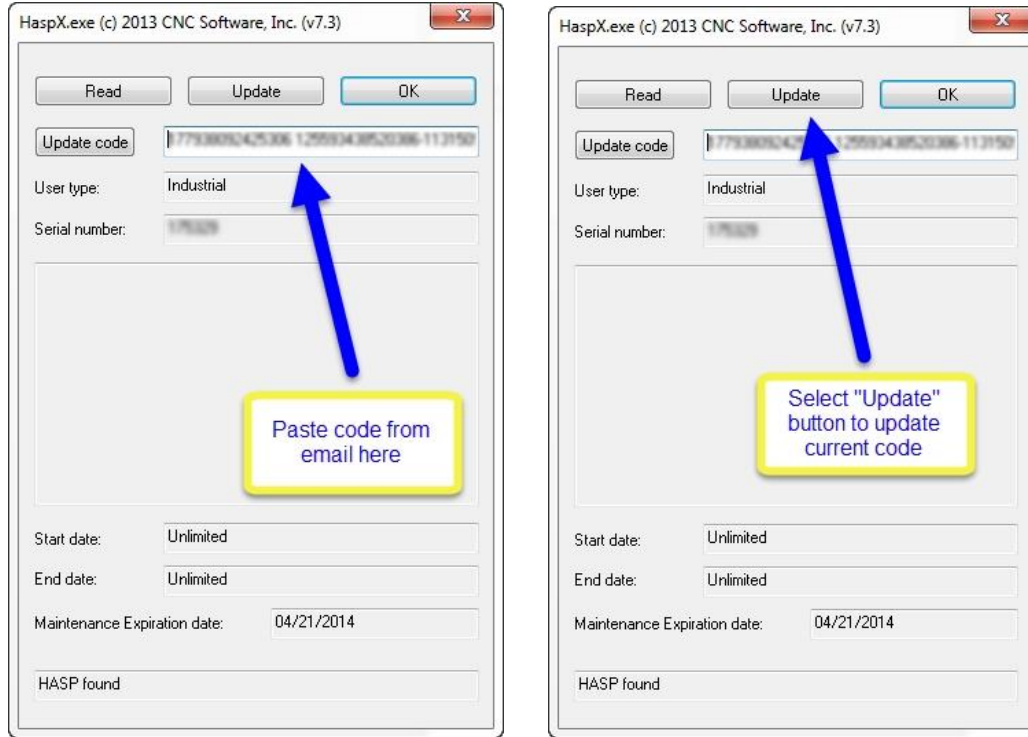 HaspX.exe (c) 2013 CNC Software, Inc. (v7.3)
Read Update OK
Update code
User type: Industrial
Serial number:
Paste code from
email here
Start date: Unlimited
End date: Unlimited
Maintenance Expiration date: 04/21/2014
HASP found
HaspX.exe (c) 2013 CNC Software, Inc. (v7.3)
Read Update OK
Update code
User type: Industrial
Serial number:
Select "Update"
button to update
current code
Start date: Unlimited
End date: Unlimited
Maintenance Expiration date: 04/21/2014
HASP found